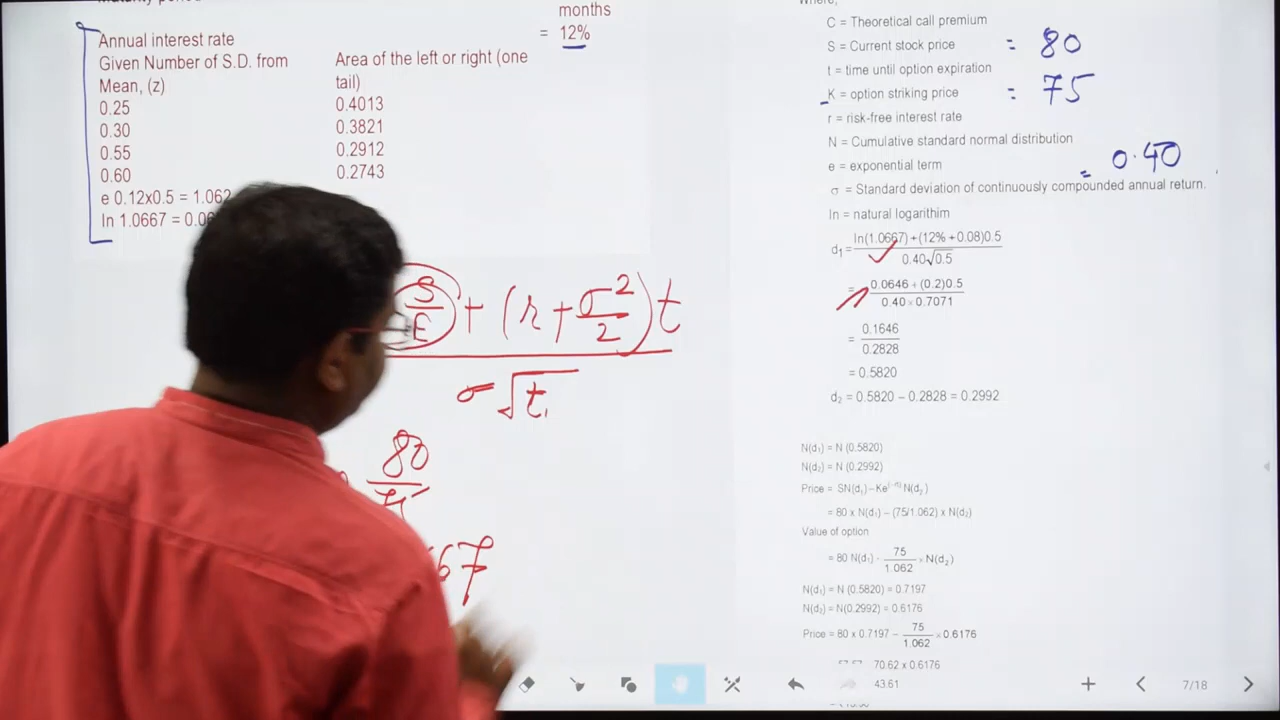 months
= 12%
Annual interest rate
Given Number of S.D. from Mean, (z)
Area of the left or right (one tail)
0.25 0.4013
0.30 0.3821
0.55 0.2912
0.60 0.2743
e 0.12x0.5 = 1.062
In 1.0667 = 0.06
S/E + (r + σ²/2) t
σ √t
80
67
C = Theoretical call premium
S = Current stock price = 80
t = time until option expiration
K = option striking price = 75
r = risk-free interest rate
N = Cumulative standard normal distribution
e = exponential term
σ = Standard deviation of continuously compounded annual return. = 0.40
In = natural logarithim
d₁ = ln(1.0667)+(12%+0.08)0.5 / 0.40√0.5
= 0.0646+(0.2)0.5 / 0.40×0.7071
= 0.1646 / 0.2828
= 0.5820
d₂ = 0.5820 – 0.2828 = 0.2992
N(d₁) = N (0.5820)
N(d₂) = N (0.2992)
Price = SN(d₁)–Ke^(-rt) N(d₂)
= 80 x N(d₁) – (75/1.062) x N(d₂)
Value of option
= 80 N(d₁) - 75/1.062 × N(d₂)
N(d₁) = N (0.5820) = 0.7197
N(d₂) = N(0.2992) = 0.6176
Price = 80 x 0.7197 – 75/1.062 × 0.6176
70.62 x 0.6176
43.61
7/18